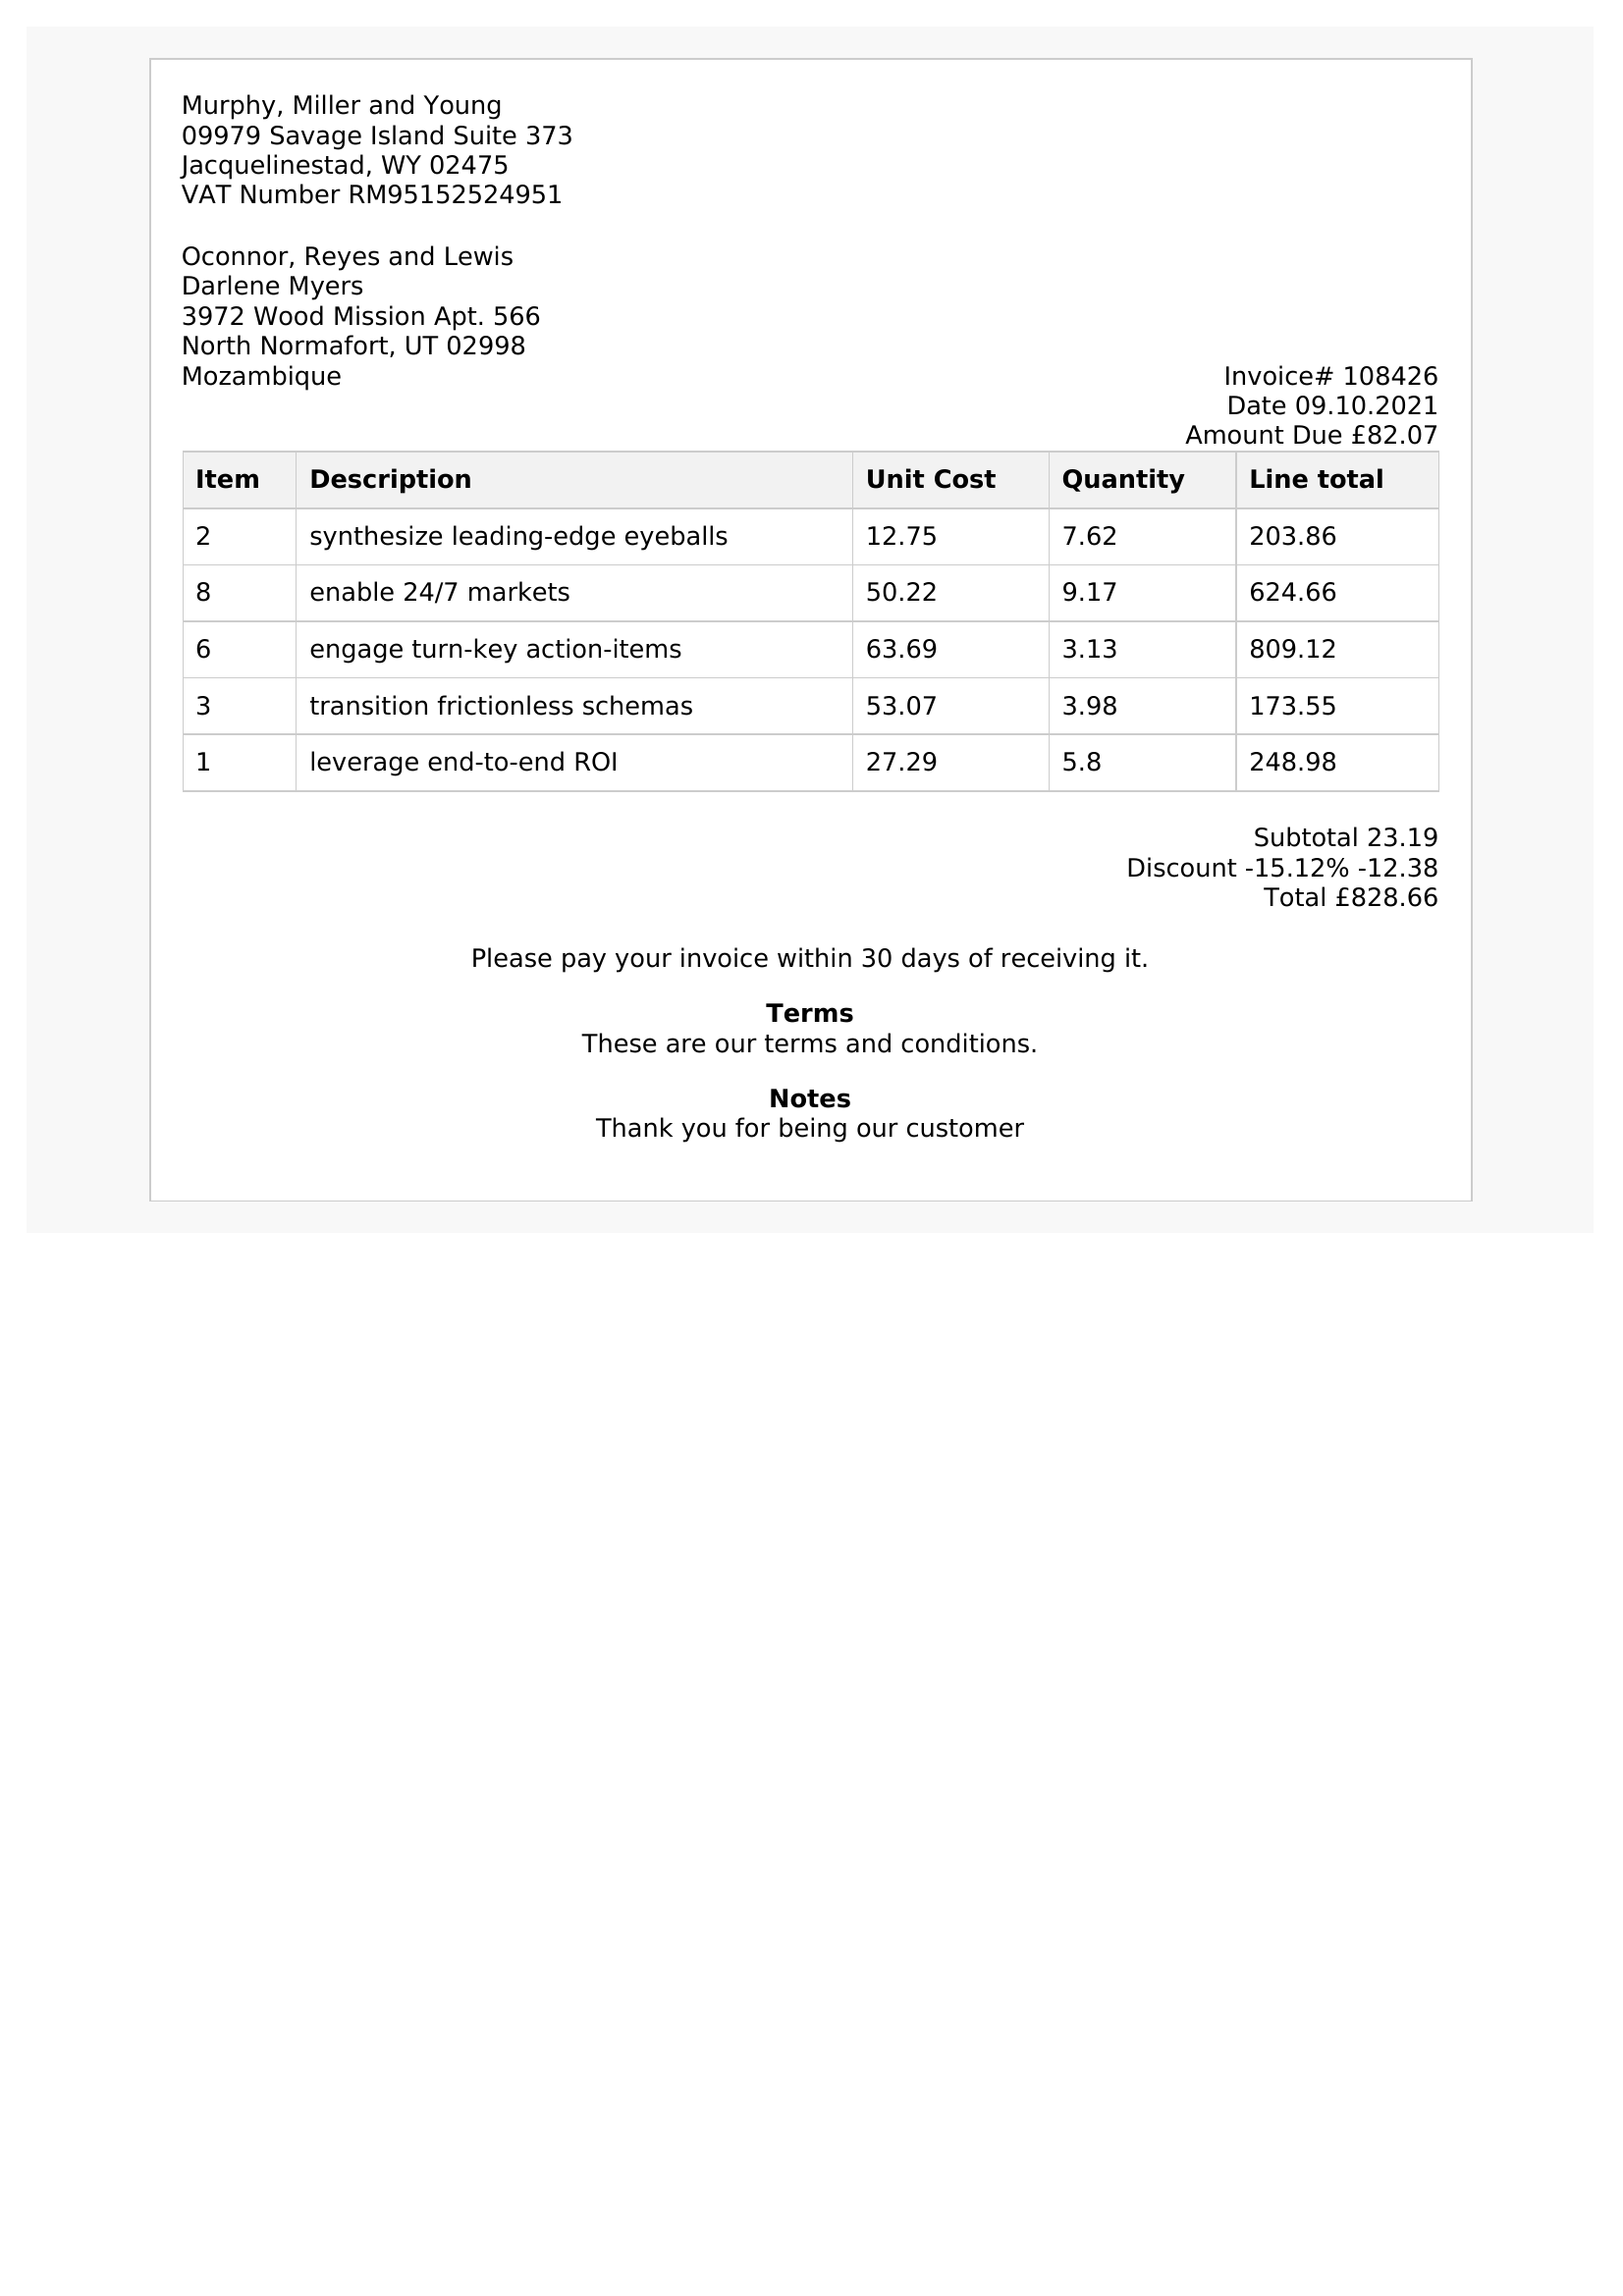 Murphy, Miller and Young
09979 Savage Island Suite 373
Jacquelinestad, WY 02475
VAT Number RM95152524951
Oconnor, Reyes and Lewis
Darlene Myers
3972 Wood Mission Apt. 566
North Normafort, UT 02998
Mozambique
Invoice# 108426
Date 09.10.2021
Amount Due £82.07
Item Description Unit Cost Quantity Line total
2 synthesize leading-edge eyeballs 12.75 7.62 203.86
8 enable 24/7 markets 50.22 9.17 624.66
6 engage turn-key action-items 63.69 3.13 809.12
3 transition frictionless schemas 53.07 3.98 173.55
1 leverage end-to-end ROI 27.29 5.8 248.98
Subtotal 23.19
Discount -15.12% -12.38
Total £828.66
Please pay your invoice within 30 days of receiving it.
Terms
These are our terms and conditions.
Notes
Thank you for being our customer